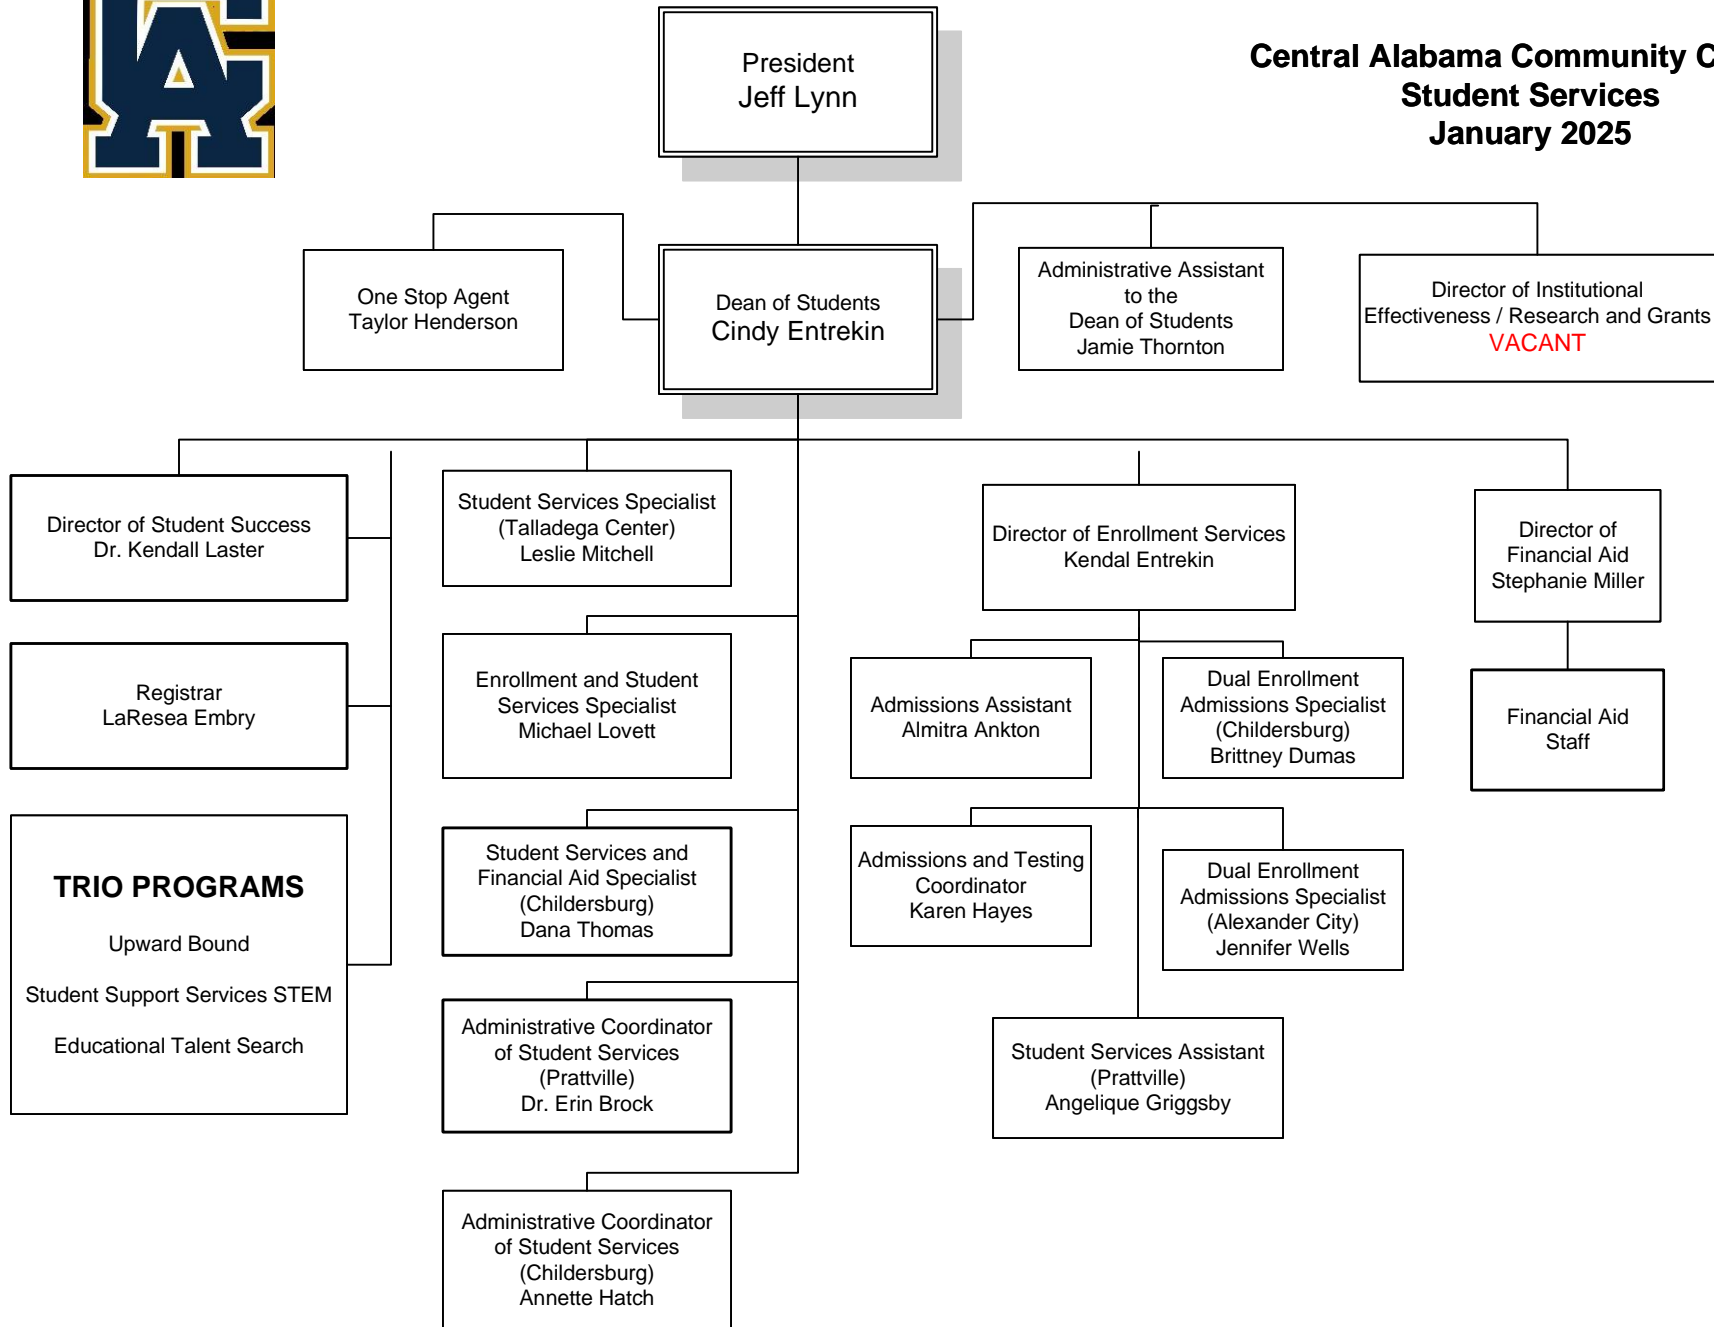 President
Jeff Lynn
Central Alabama Community C
Student Services
January 2025
One Stop Agent
Taylor Henderson
Dean of Students
Cindy Entrekin
Administrative Assistant
to the
Dean of Students
Jamie Thornton
Director of Institutional
Effectiveness / Research and Grants
VACANT
Director of Student Success
Dr. Kendall Laster
Registrar
LaResea Embry
TRIO PROGRAMS
Upward Bound
Student Support Services STEM
Educational Talent Search
Student Services Specialist
(Talladega Center)
Leslie Mitchell
Enrollment and Student
Services Specialist
Michael Lovett
Student Services and
Financial Aid Specialist
(Childersburg)
Dana Thomas
Administrative Coordinator
of Student Services
(Prattville)
Dr. Erin Brock
Administrative Coordinator
of Student Services
(Childersburg)
Annette Hatch
Director of Enrollment Services
Kendal Entrekin
Admissions Assistant
Almitra Ankton
Dual Enrollment
Admissions Specialist
(Childersburg)
Brittney Dumas
Admissions and Testing
Coordinator
Karen Hayes
Dual Enrollment
Admissions Specialist
(Alexander City)
Jennifer Wells
Student Services Assistant
(Prattville)
Angelique Griggsby
Director of
Financial Aid
Stephanie Miller
Financial Aid
Staff